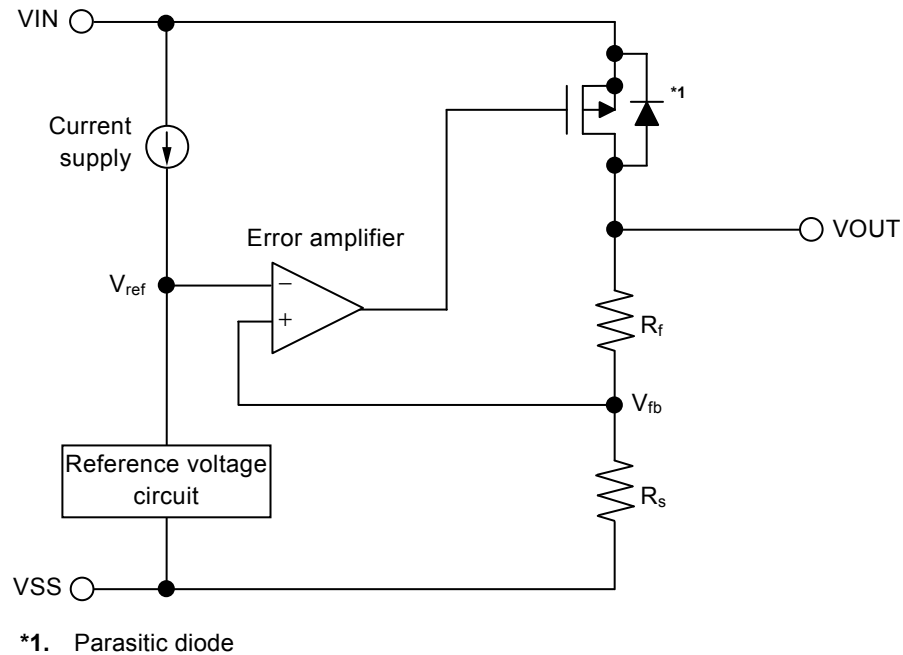 VIN
*1
Current
supply
Error amplifier
VOUT
Vref
−
+
Rf
Vfb
Reference voltage
circuit
Rs
VSS
*1. Parasitic diode